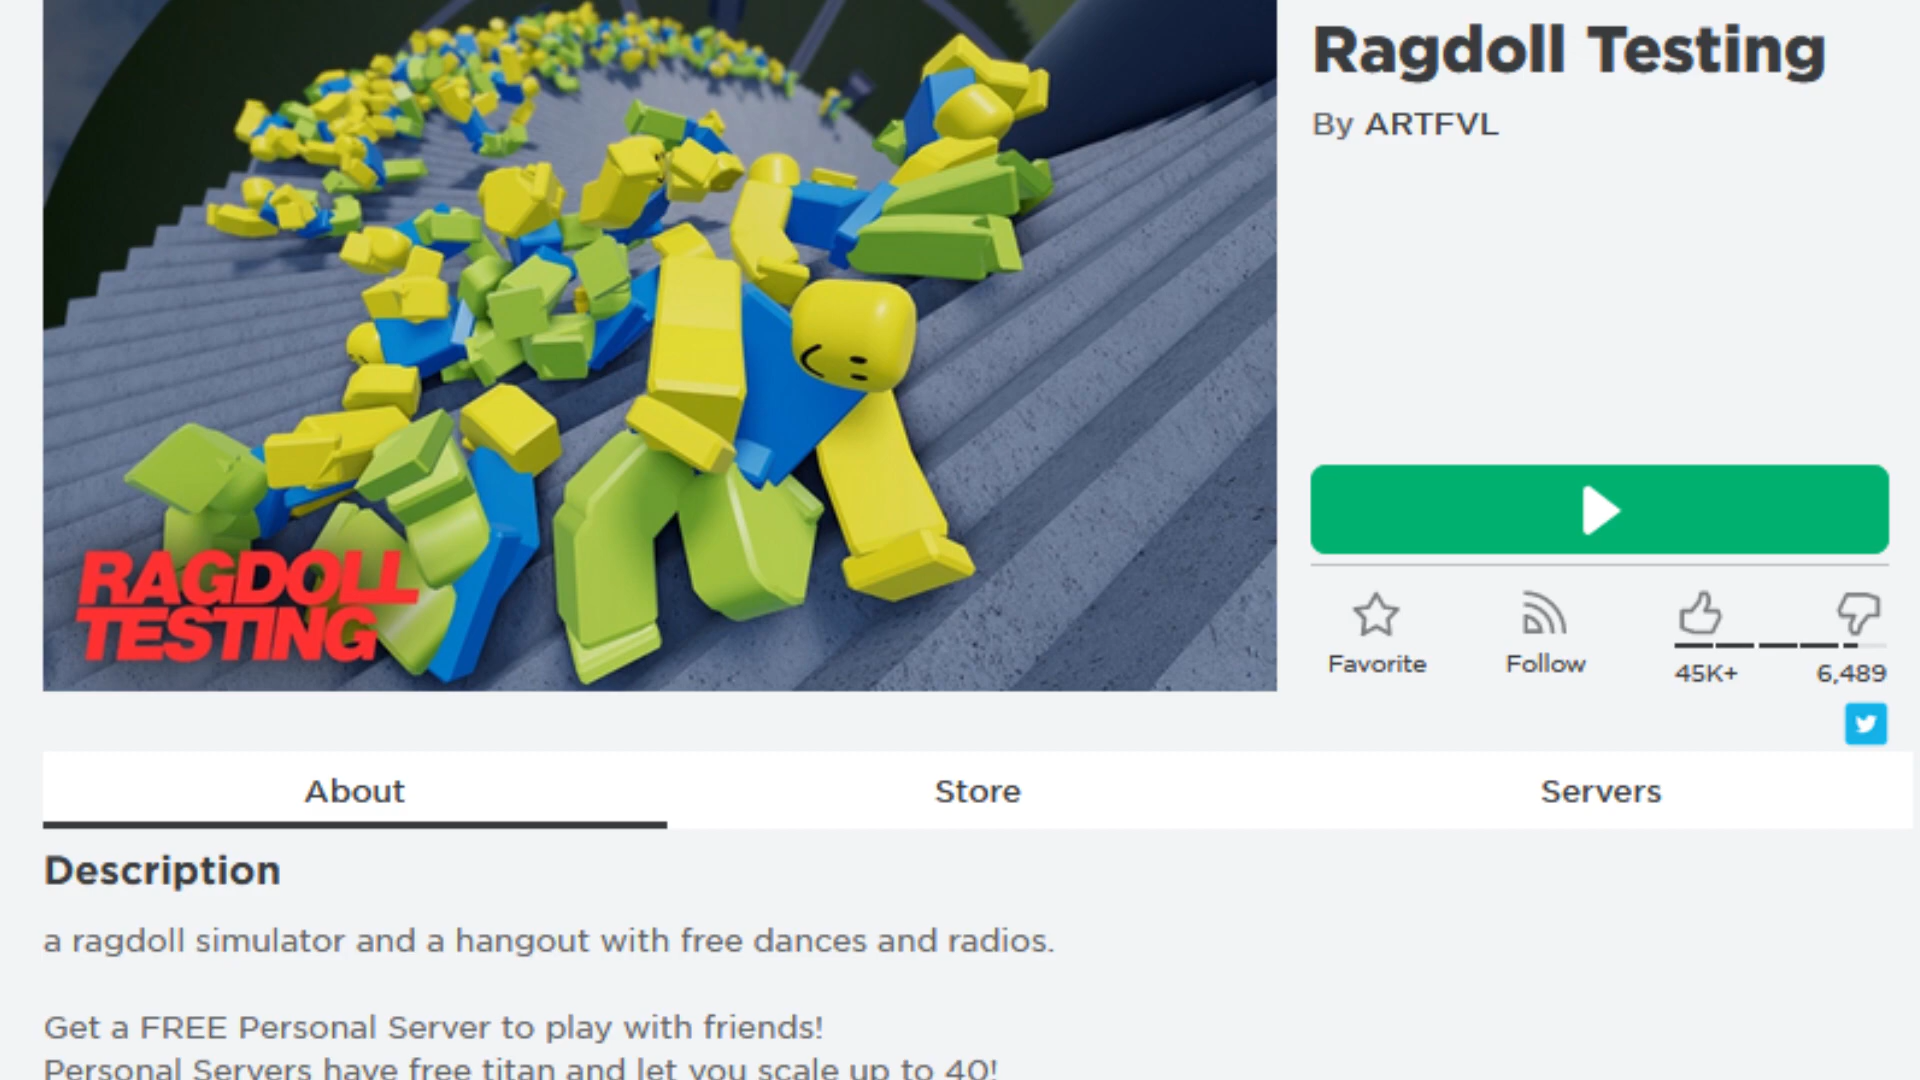 Ragdoll Testing
By ARTFVL
RAGDOLL
TESTING
Favorite
Follow
45K+
6,489
About
Store
Servers
Description
a ragdoll simulator and a hangout with free dances and radios.
Get a FREE Personal Server to play with friends!
Personal Servers have free titan and let you scale up to 40!